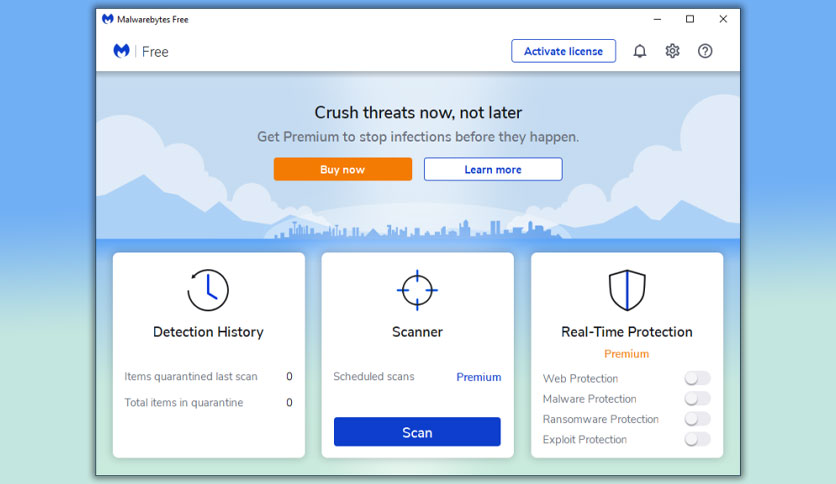 Malwarebytes Free
Free
Activate license
Crush threats now, not later
Get Premium to stop infections before they happen.
Buy now
Learn more
Detection History
Items quarantined last scan 0
Total items in quarantine 0
Scanner
Scheduled scans Premium
Scan
Real-Time Protection
Premium
Web Protection
Malware Protection
Ransomware Protection
Exploit Protection